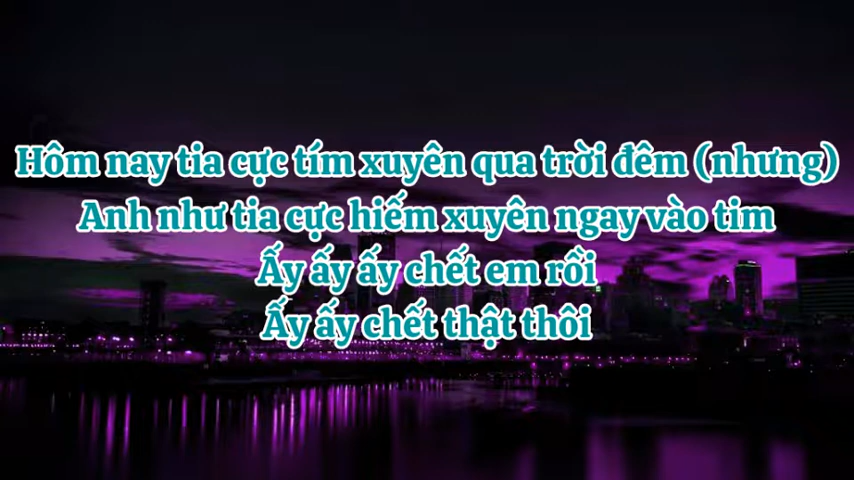 Hôm nay tia cực tím xuyên qua trời đêm (nhưng)
Anh như tia cực hiếm xuyên ngay vào tim
Ấy ấy ấy chết em rồi
Ấy ấy chết thật thôi